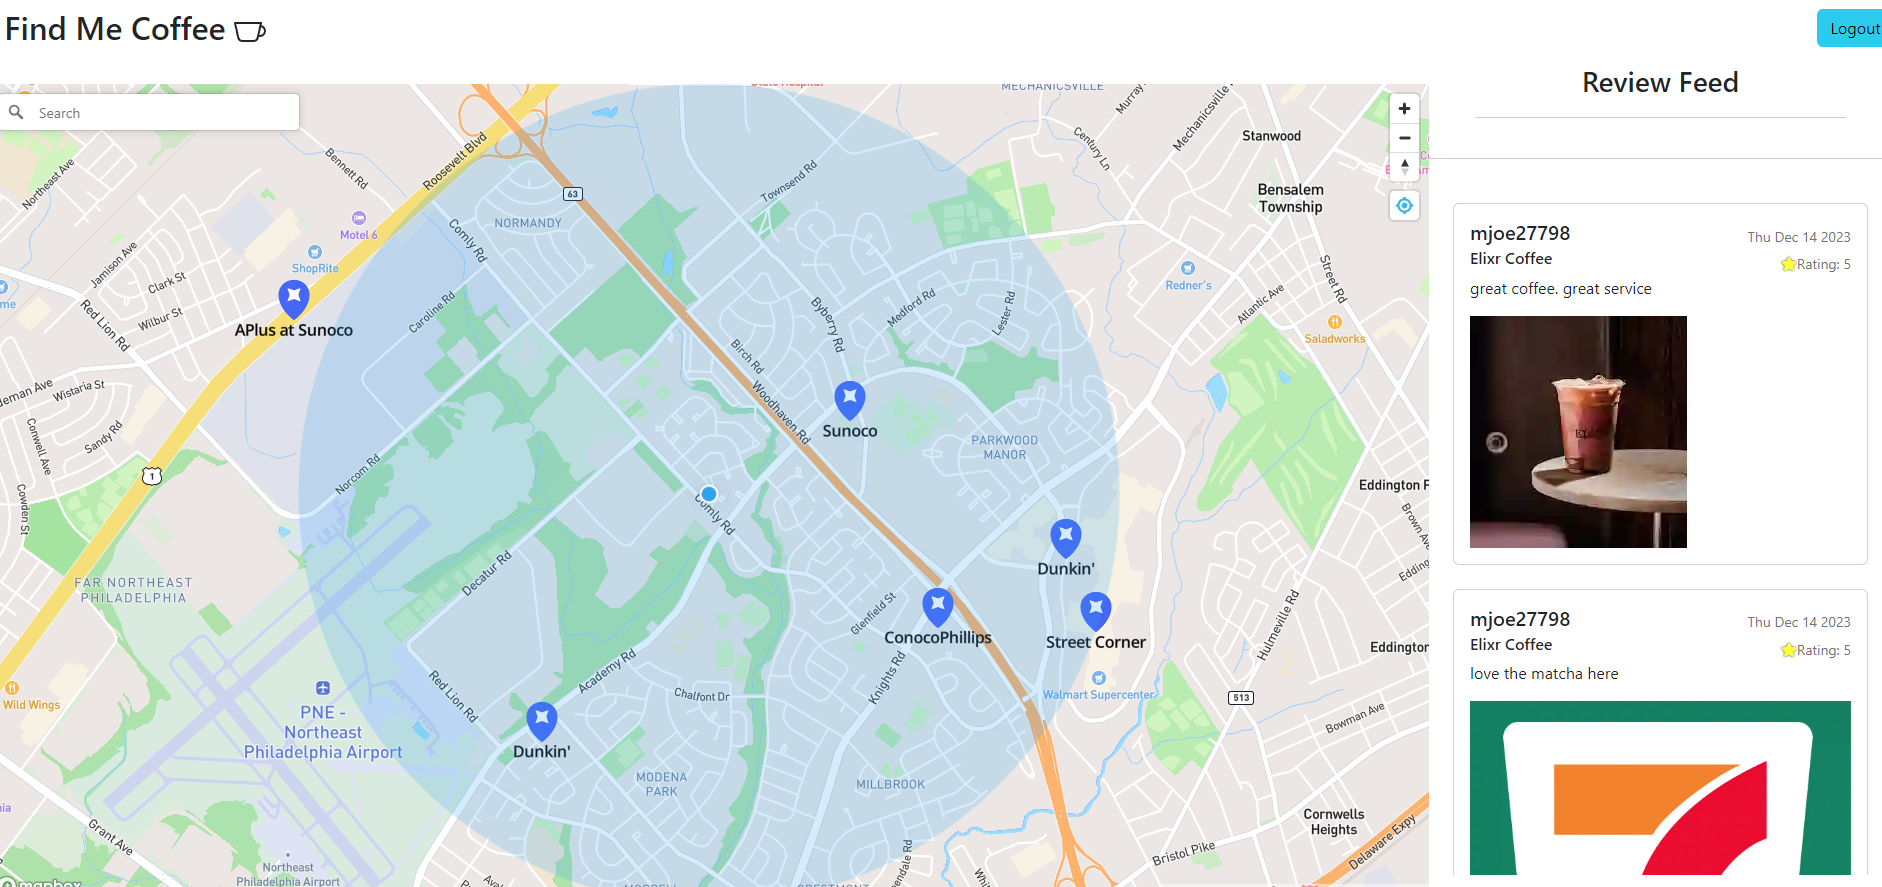 Find Me Coffee
Logout
Search
Review Feed
MECHANICSVILLE
Murray
Mechanicsville
Century Ln
Stanwood
Bensalem
Township
Roosevelt Blvd
Bennett Rd
Northeast Ave
63
Townsend Rd
NORMANDY
Comly Rd
Motel 6
ShopRite
Jamison Ave
Clark St
Wilbur St
Red Lion Rd
APlus at Sunoco
Caroline Rd
Byberry Rd
Medford Rd
Lester Rd
Redner's
Street Rd
Atlantic Ave
Saladworks
Birch Rd
Woodhaven Rd
Wistaria St
Sandy Rd
Conwell Ave
Cowden St
Norcom Rd
1
Sunoco
PARKWOOD
MANOR
Comly Rd
Eddington
Brown Ave
Dunkin'
FAR NORTHEAST
PHILADELPHIA
Decatur Rd
Glenfield St
ConocoPhillips
Street Corner
Hulmeville Rd
Academy Rd
Knights Rd
Red Lion Rd
Chalfont Dr
Walmart Supercenter
513
Bowman Ave
Wild Wings
PNE -
Northeast
Philadelphia Airport
Dunkin'
MODENA
PARK
MILLBROOK
Cornwells
Heights
Grant Ave
Northeast
Philadelphia Airport
Bristol Pike
Delaware Expy
mapbox
mjoe27798
Thu Dec 14 2023
Elixr Coffee
Rating: 5
great coffee. great service
mjoe27798
Thu Dec 14 2023
Elixr Coffee
Rating: 5
love the matcha here